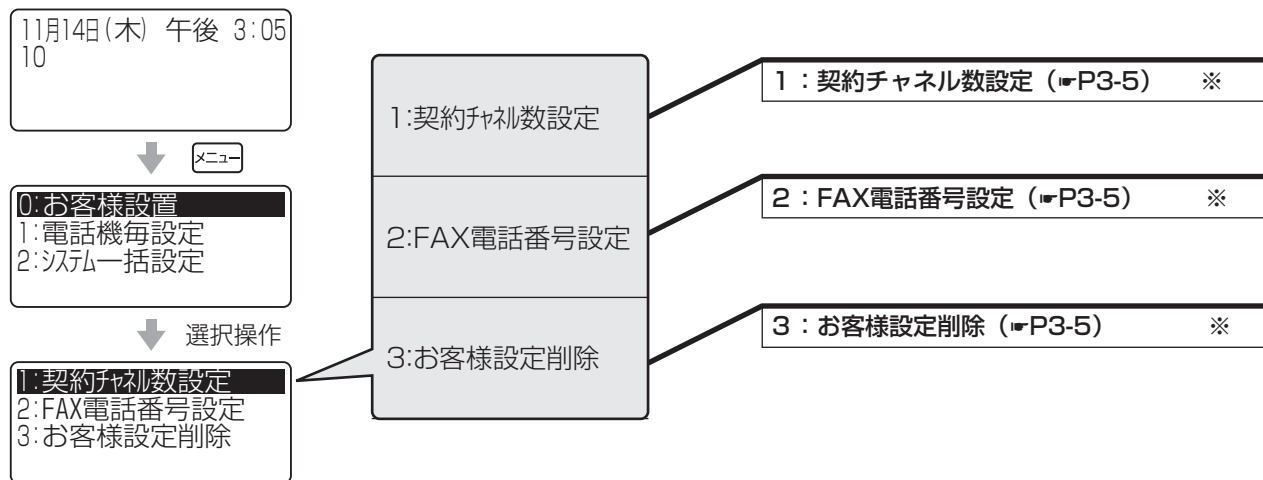 11月14日(木) 午後 3:05
10
メニュー
0:お客様設置
1:電話機毎設定
2:ｼｽﾃﾑ一括設定
選択操作
1:契約ﾁｬﾈﾙ数設定
2:FAX電話番号設定
3:お客様設定削除
1:契約ﾁｬﾈﾙ数設定
2:FAX電話番号設定
3:お客様設定削除
1：契約チャネル数設定（☛P3-5） ※
2：FAX電話番号設定（☛P3-5） ※
3：お客様設定削除（☛P3-5） ※